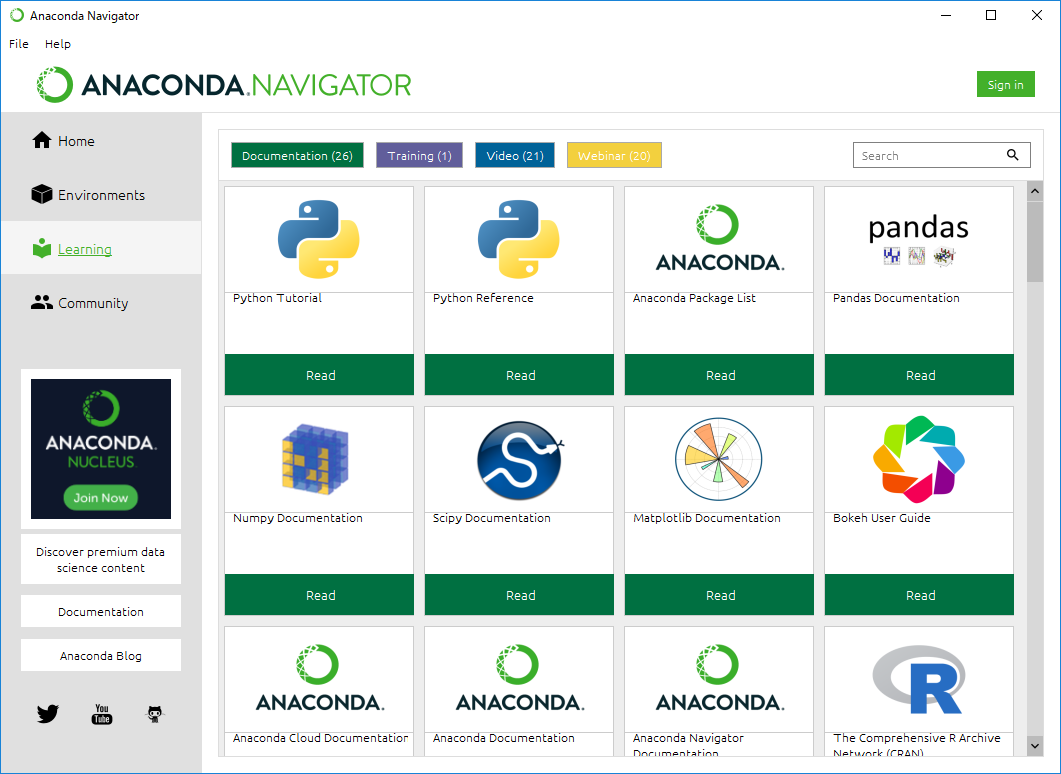 Anaconda Navigator
File Help
ANACONDA.NAVIGATOR
Sign in
Home
Environments
Learning
Community
ANACONDA.
NUCLEUS
Join Now
Discover premium data
science content
Documentation
Anaconda Blog
You
Tube
Documentation (26) Training (1) Video (21) Webinar (20) Search
pandas
ANACONDA.
Python Tutorial Python Reference Anaconda Package List Pandas Documentation
Read Read Read Read
Numpy Documentation Scipy Documentation Matplotlib Documentation Bokeh User Guide
Read Read Read Read
R
ANACONDA. ANACONDA. ANACONDA.
Anaconda Cloud Documentation Anaconda Documentation Anaconda Navigator The Comprehensive R Archive
Documentation Network (CRAN)